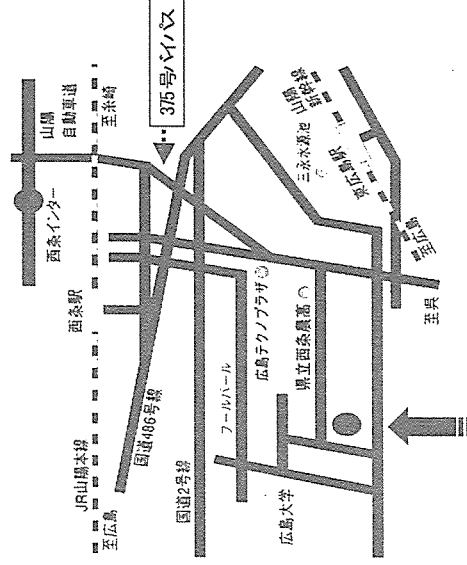 山陽
自動車道
西条インター
至糸崎
375号バイパス
西条駅
JR山陽本線
至広島
国道486号線
国道2号線
ブールバール
広島テクノプラザ
三永水源池
山陽
新幹線
東広島駅
至広島
県立西条農高
広島大学
至呉